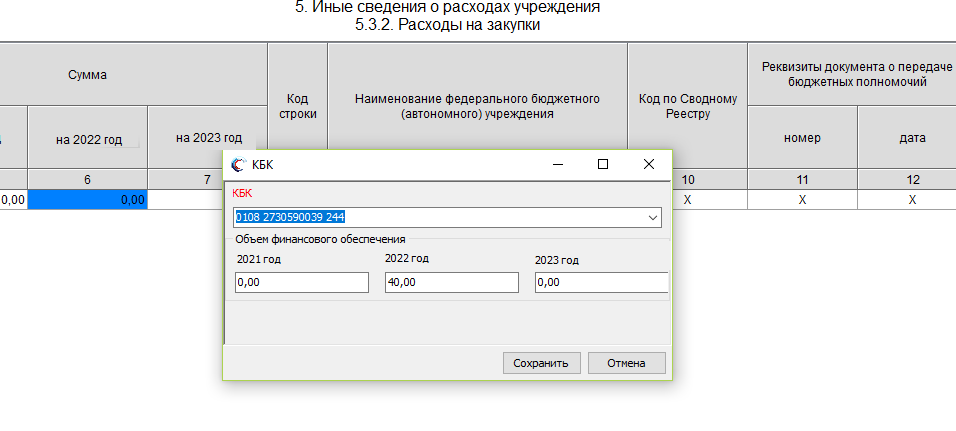 5. Иные сведения о расходах учреждения
5.3.2. Расходы на закупки
Сумма
Код строки
Наименование федерального бюджетного (автономного) учреждения
Код по Сводному Реестру
Реквизиты документа о передаче бюджетных полномочий
на 2022 год
на 2023 год
номер
дата
6
7
10
11
12
0,00
0,00
X
X
X
КБК
КБК
0108 2730590039 244
Объем финансового обеспечения
2021 год
2022 год
2023 год
0,00
40,00
0,00
Сохранить
Отмена